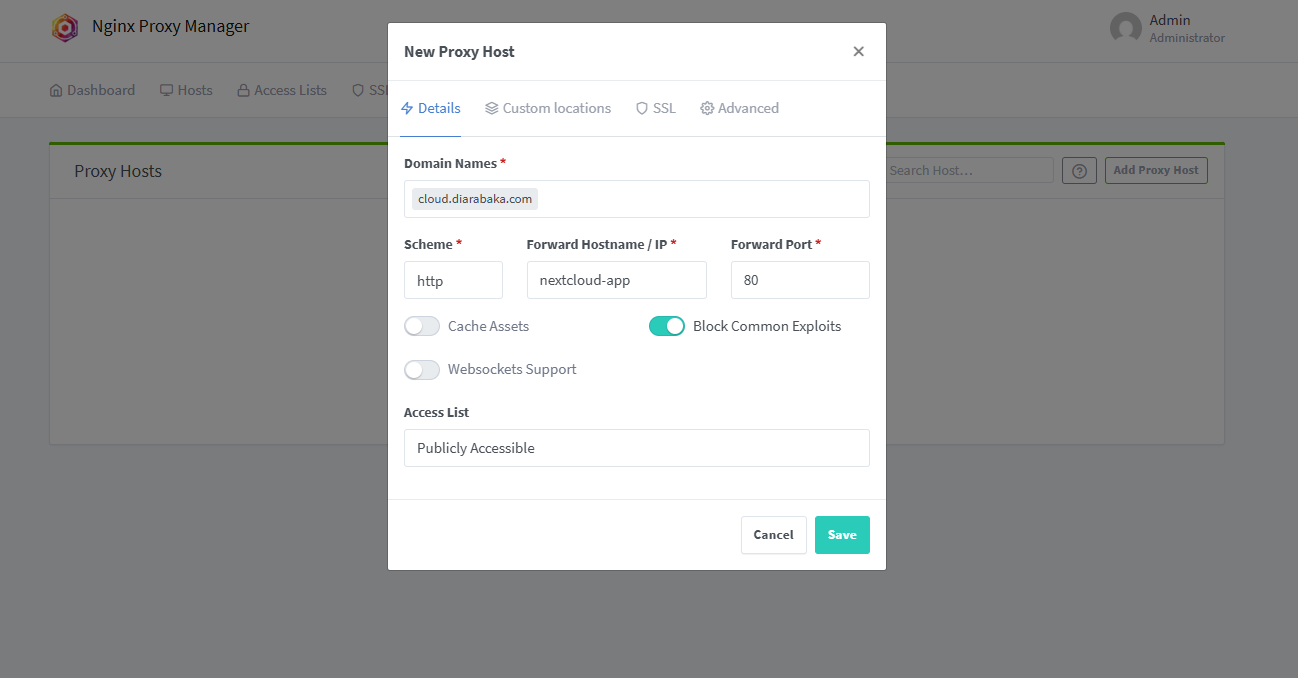 Nginx Proxy Manager
Admin
Administrator
Dashboard
Hosts
Access Lists
SSL
Proxy Hosts
Search Host…
Add Proxy Host
New Proxy Host
Details
Custom locations
SSL
Advanced
Domain Names *
cloud.diarabaka.com
Scheme *
Forward Hostname / IP *
Forward Port *
http
nextcloud-app
80
Cache Assets
Block Common Exploits
Websockets Support
Access List
Publicly Accessible
Cancel
Save